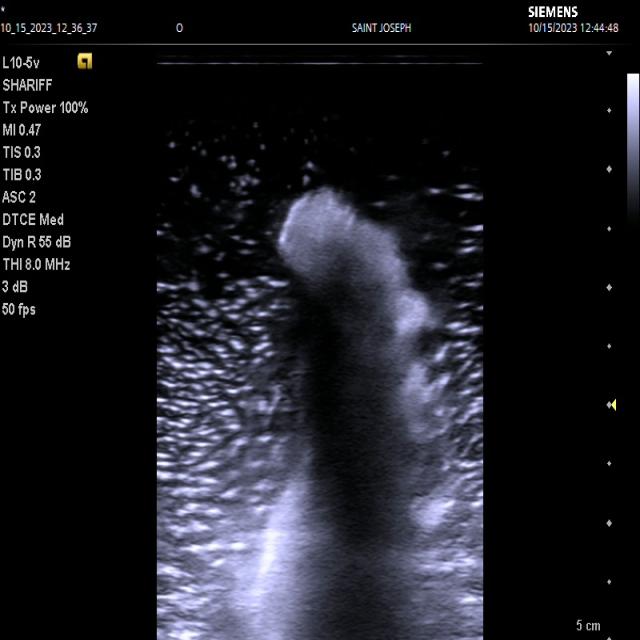 *
SIEMENS
10_15_2023_12_36_37 O SAINT JOSEPH 10/15/2023 12:44:48
L10-5v
SHARIFF
Tx Power 100%
MI 0.47
TIS 0.3
TIB 0.3
ASC 2
DTCE Med
Dyn R 55 dB
THI 8.0 MHz
3 dB
50 fps
5 cm